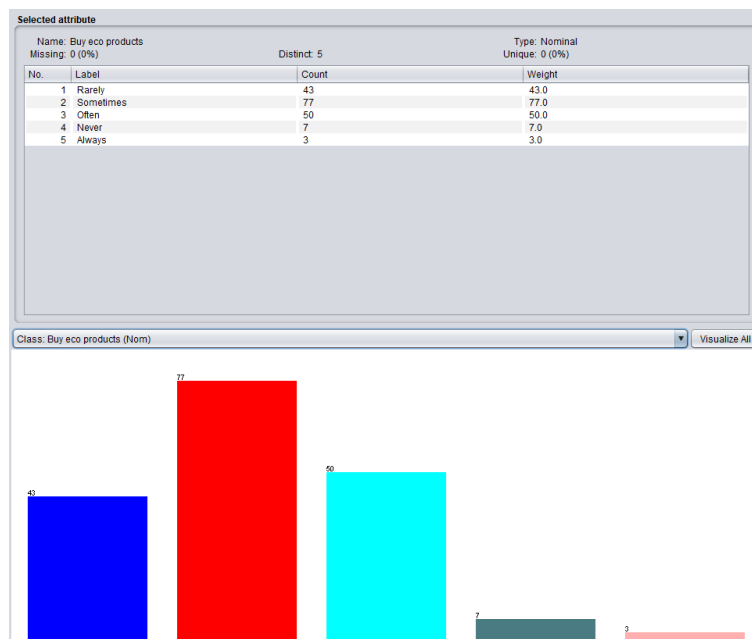 Selected attribute
Name: Buy eco products Type: Nominal
Missing: 0 (0%) Distinct: 5 Unique: 0 (0%)
No. Label Count Weight
1 Rarely 43 43.0
2 Sometimes 77 77.0
3 Often 50 50.0
4 Never 7 7.0
5 Always 3 3.0
Class: Buy eco products (Nom) Visualize All
77
50
43
7
3